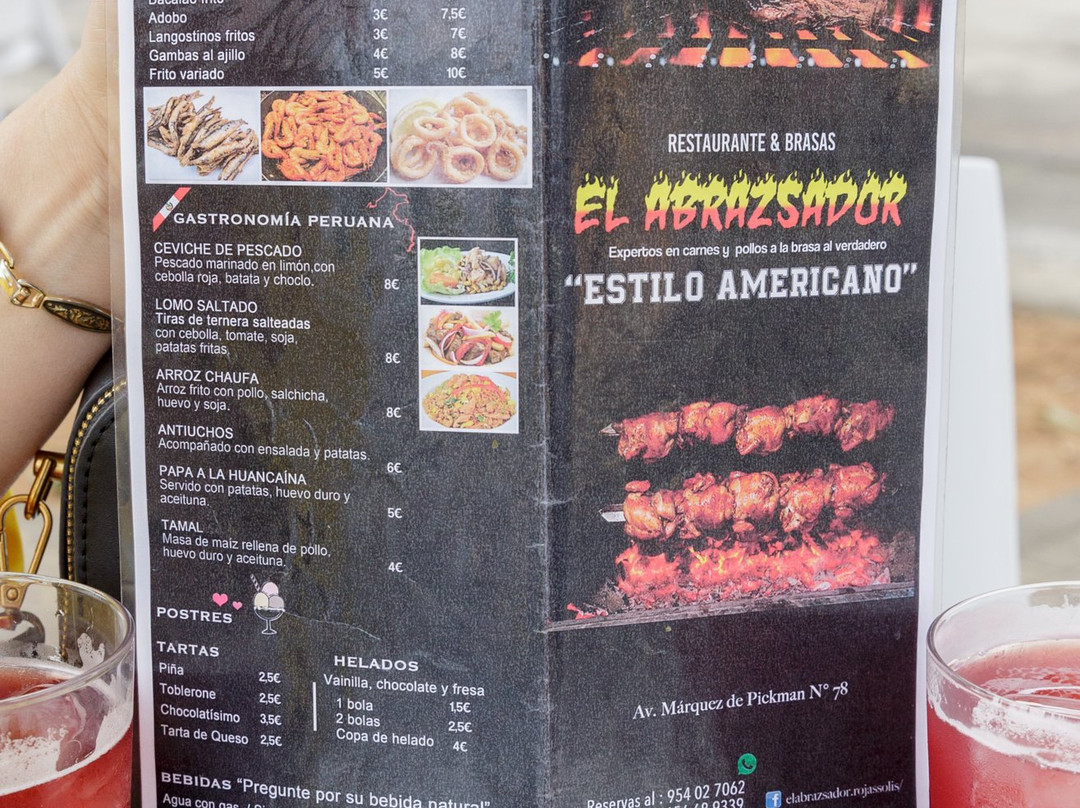 Bacalao frito
Adobo 3€ 7.5€
Langostinos fritos 3€ 7€
Gambas al ajillo 4€ 8€
Frito variado 5€ 10€
GASTRONOMÍA PERUANA
CEVICHE DE PESCADO
Pescado marinado en limón,con
cebolla roja, batata y choclo. 8€
LOMO SALTADO
Tiras de ternera salteadas
con cebolla, tomate, soja,
patatas fritas, 8€
ARROZ CHAUFA
Arroz frito con pollo, salchicha,
huevo y soja. 8€
ANTIUCHOS
Acompañado con ensalada y patatas. 6€
PAPA A LA HUANCAÍNA
Servido con patatas, huevo duro y
aceituna. 5€
TAMAL
Masa de maíz rellena de pollo,
huevo duro y aceituna. 4€
POSTRES
TARTAS
Piña 2,5€
Toblerone 2,5€
Chocolatísimo 3,5€
Tarta de Queso 2,5€
HELADOS
Vainilla, chocolate y fresa
1 bola 1,5€
2 bolas 2,5€
Copa de helado 4€
BEBIDAS "Pregunte por su bebida natural"
Agua con gas
RESTAURANTE & BRASAS
EL ABRAZSADOR
Expertos en carnes y pollos a la brasa al verdadero
"ESTILO AMERICANO"
Av. Márquez de Pickman N° 78
Reservas al : 954 02 7062
48 9339
elabrazsador.rojassolis/